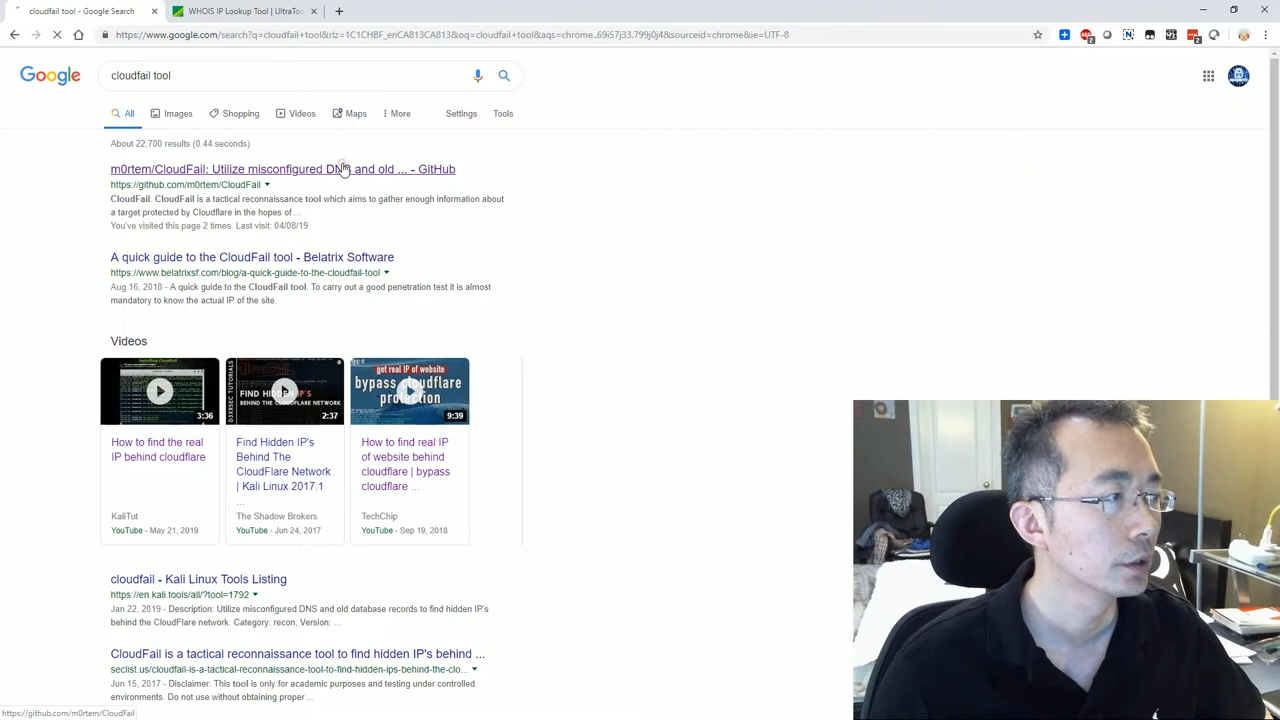 cloudfail tool - Google Search
WHOIS IP Lookup Tool | UltraToo
https://www.google.com/search?q=cloudfail+tool&rlz=1C1CHBF_enCA813CA813&oq=cloudfail+tool&aqs=chrome..69i57j33.799j0j4&sourceid=chrome&ie=UTF-8
Google
cloudfail tool
All Images Shopping Videos Maps More Settings Tools
About 22,700 results (0.44 seconds)
m0rtem/CloudFail: Utilize misconfigured DNS and old ... - GitHub
https://github.com/m0rtem/CloudFail
CloudFail. CloudFail is a tactical reconnaissance tool which aims to gather enough information about
a target protected by Cloudflare in the hopes of ...
You've visited this page 2 times. Last visit: 04/08/19
A quick guide to the CloudFail tool - Belatrix Software
https://www.belatrixsf.com/blog/a-quick-guide-to-the-cloudfail-tool
Aug 16, 2018 - A quick guide to the CloudFail tool. To carry out a good penetration test it is almost
mandatory to know the actual IP of the site.
Videos
3:36
FIND HIDDEN IP'S
BEHIND THE CLOUDFLARE NETWORK
2:37
get real IP of website
bypass cloudflare
protection
9:39
How to find the real
IP behind cloudflare
KaliTut
YouTube - May 21, 2019
Find Hidden IP's
Behind The
CloudFlare Network
| Kali Linux 2017.1
...
The Shadow Brokers
YouTube - Jun 24, 2017
How to find real IP
of website behind
cloudflare | bypass
cloudflare ...
TechChip
YouTube - Sep 19, 2018
cloudfail - Kali Linux Tools Listing
https://en.kali.tools/all/?tool=1792
Jan 22, 2019 - Description: Utilize misconfigured DNS and old database records to find hidden IP's
behind the CloudFlare network. Category: recon; Version: ...
CloudFail is a tactical reconnaissance tool to find hidden IP's behind ...
seclist.us/cloudfail-is-a-tactical-reconnaissance-tool-to-find-hidden-ips-behind-the-clo...
Jun 15, 2017 - Disclaimer: This tool is only for academic purposes and testing under controlled
environments. Do not use without obtaining proper ...
https://github.com/m0rtem/CloudFail